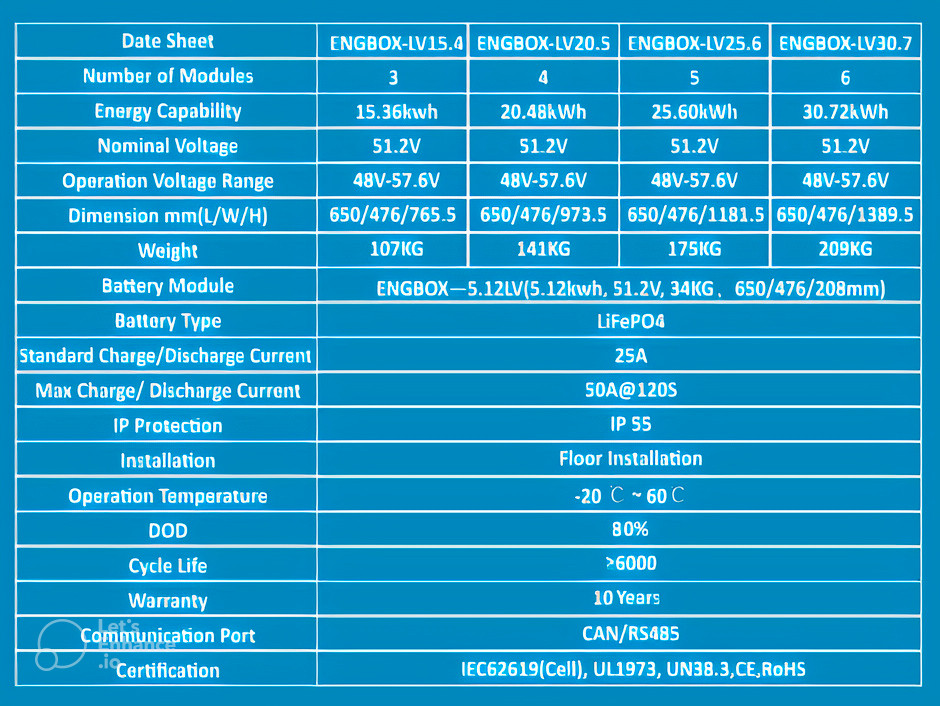 Date Sheet ENGBOX-LV15.4 ENGBOX-LV20.5 ENGBOX-LV25.6 ENGBOX-LV30.7
Number of Modules 3 4 5 6
Energy Capability 15.36kwh 20.48kWh 25.60kWh 30.72kWh
Nominal Voltage 51.2V 51.2V 51.2V 51.2V
Operation Voltage Range 48V-57.6V 48V-57.6V 48V-57.6V 48V-57.6V
Dimension mm(L/W/H) 650/476/765.5 650/476/973.5 650/476/1181.5 650/476/1389.5
Weight 107KG 141KG 175KG 209KG
Battery Module ENGBOX—5.12LV(5.12kwh, 51.2V, 34KG、650/476/208mm)
Battory Type LiFePO4
Standard Charge/Discharge Current 25A
Max Charge/ Discharge Current 50A@120S
IP Protection IP 55
Installation Floor Installation
Operation Temperature -20 ℃ ~ 60℃
DOD 80%
Cycle Life >6000
Warranty 10 Years
Communication Port CAN/RS485
Certification IEC62619(Cell), UL1973, UN38.3,CE,RoHS
Let's
Enhance
.io